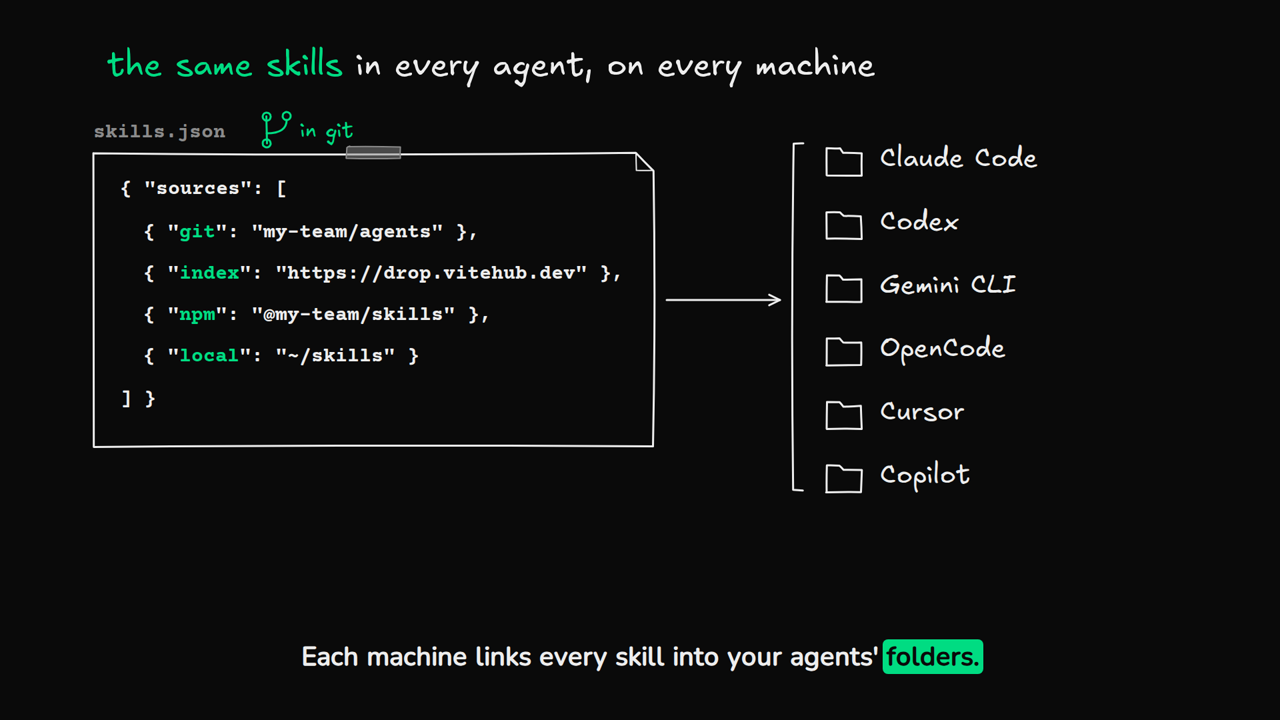 the same skills in every agent, on every machine
skills.json
in git
{ "sources": [
{ "git": "my-team/agents" },
{ "index": "https://drop.vitehub.dev" },
{ "npm": "@my-team/skills" },
{ "local": "~/skills" }
] }
Claude Code
Codex
Gemini CLI
OpenCode
Cursor
Copilot
Each machine links every skill into your agents' folders.